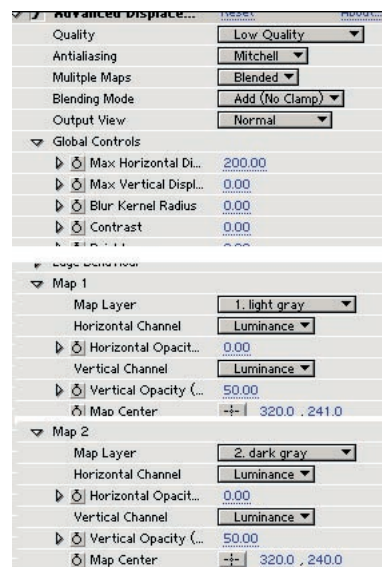 Advanced Displace... Reset About...
Quality Low Quality
Antialiasing Mitchell
Mulitple Maps Blended
Blending Mode Add (No Clamp)
Output View Normal
Global Controls
Max Horizontal Di... 200.00
Max Vertical Displ... 0.00
Blur Kernel Radius 0.00
Contrast 0.00
Map 1
Map Layer 1. light gray
Horizontal Channel Luminance
Horizontal Opacit... 0.00
Vertical Channel Luminance
Vertical Opacity (... 50.00
Map Center 320.0 , 241.0
Map 2
Map Layer 2. dark gray
Horizontal Channel Luminance
Horizontal Opacit... 0.00
Vertical Channel Luminance
Vertical Opacity (... 50.00
Map Center 320.0 , 240.0